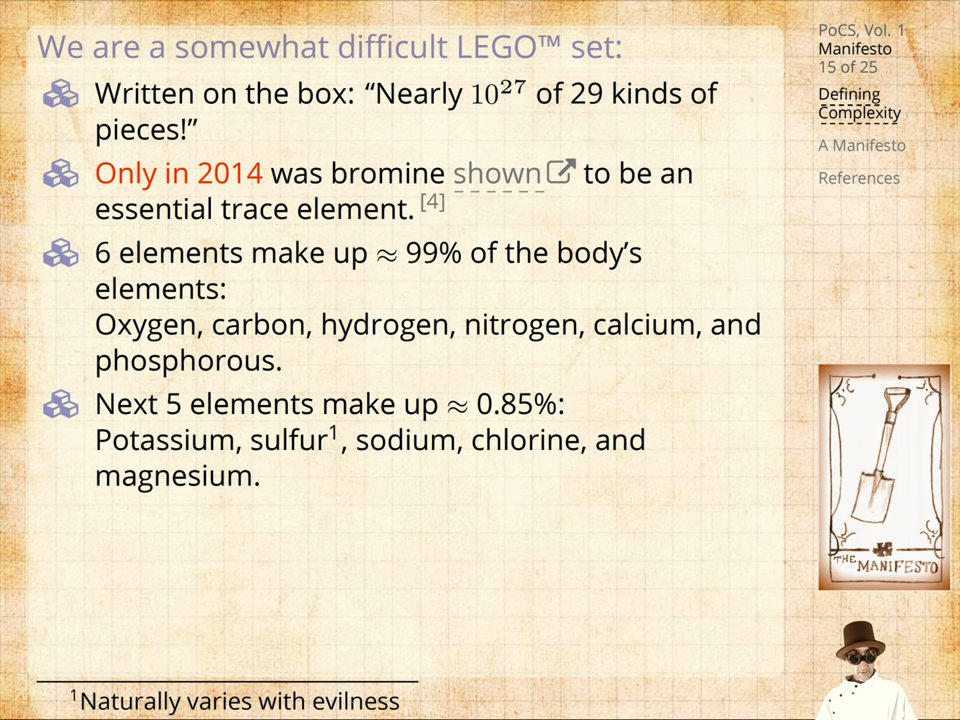 We are a somewhat difficult LEGO™ set:
Written on the box: “Nearly 10²⁷ of 29 kinds of
pieces!”
Only in 2014 was bromine shown to be an
essential trace element. [4]
6 elements make up ≈ 99% of the body’s
elements:
Oxygen, carbon, hydrogen, nitrogen, calcium, and
phosphorous.
Next 5 elements make up ≈ 0.85%:
Potassium, sulfur¹, sodium, chlorine, and
magnesium.
¹Naturally varies with evilness
PoCS, Vol. 1
Manifesto
15 of 25
Defining
Complexity
A Manifesto
References
THE MANIFESTO